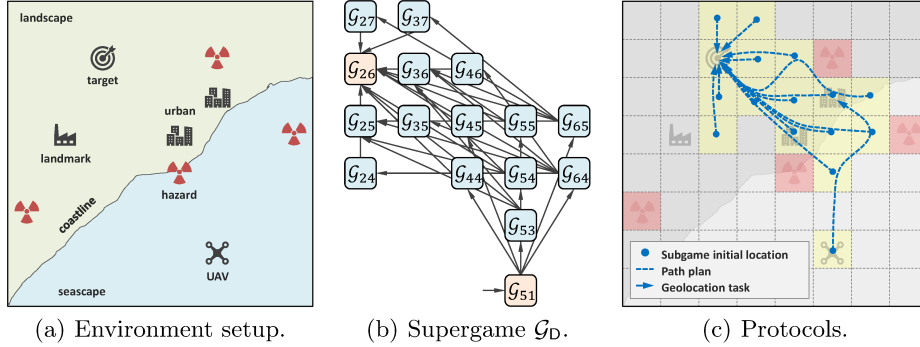 landscape
target
urban
landmark
hazard
coastline
UAV
seascape
(a) Environment setup.
𝒢27 𝒢37
𝒢26 𝒢36 𝒢46
𝒢25 𝒢35 𝒢45 𝒢55 𝒢65
𝒢24 𝒢44 𝒢54 𝒢64
𝒢53
𝒢51
(b) Supergame 𝒢D.
Subgame initial location
Path plan
Geolocation task
(c) Protocols.